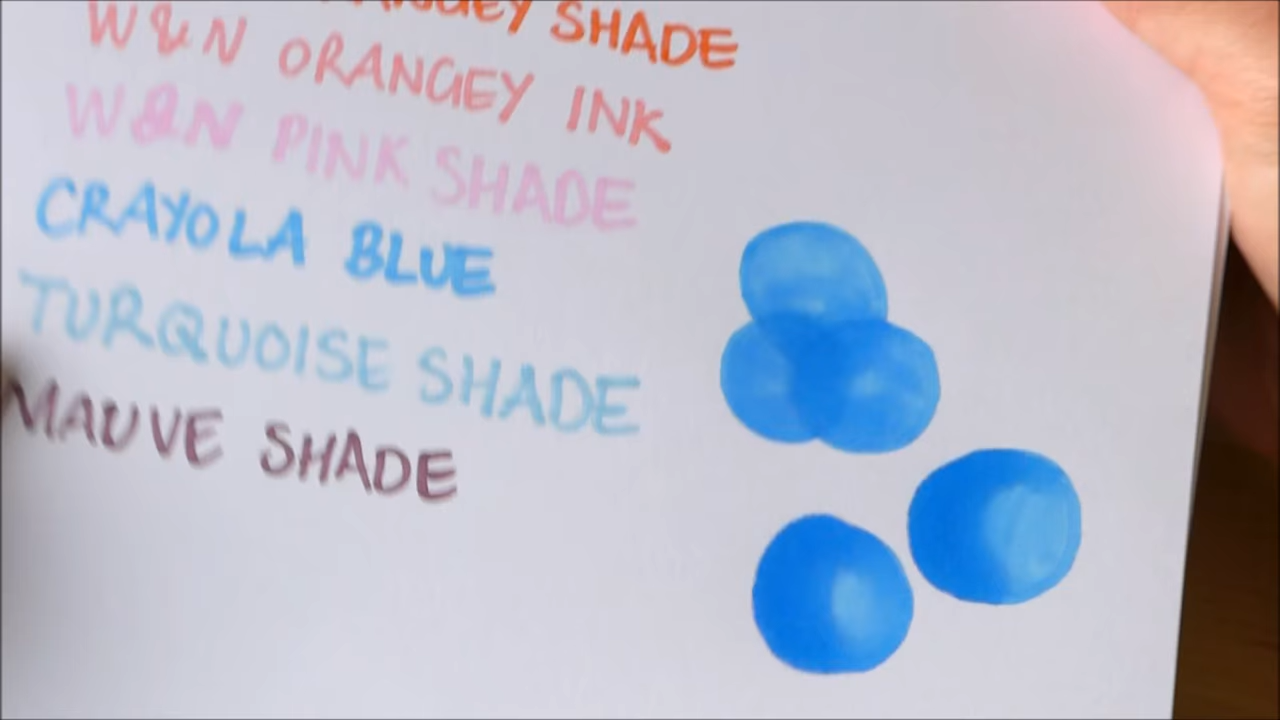 SHADE
W&N ORANGEY INK
W&N PINK SHADE
CRAYOLA BLUE
TURQUOISE SHADE
MAUVE SHADE